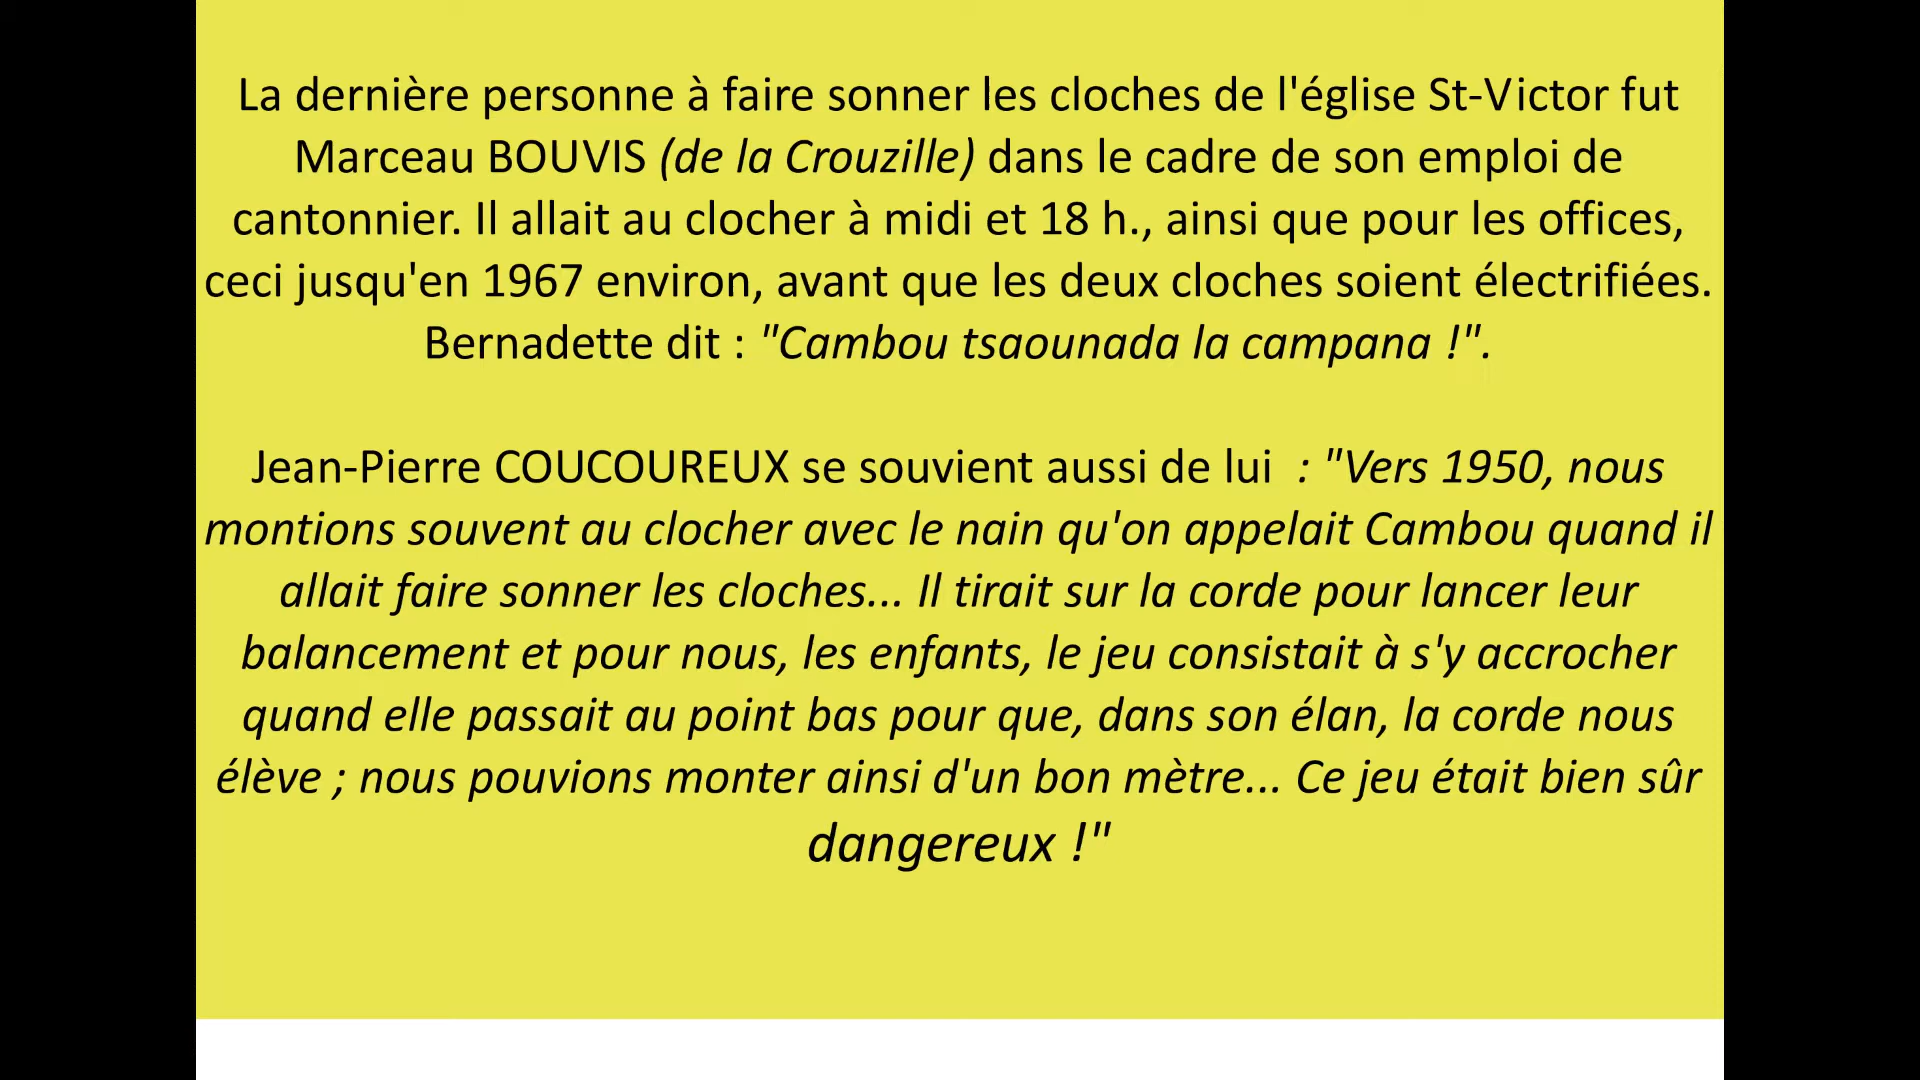 La dernière personne à faire sonner les cloches de l'église St-Victor fut
Marceau BOUVIS (de la Crouzille) dans le cadre de son emploi de
cantonnier. Il allait au clocher à midi et 18 h., ainsi que pour les offices,
ceci jusqu'en 1967 environ, avant que les deux cloches soient électrifiées.
Bernadette dit : "Cambou tsaounada la campana !".
Jean-Pierre COUCOUREUX se souvient aussi de lui : "Vers 1950, nous
montions souvent au clocher avec le nain qu'on appelait Cambou quand il
allait faire sonner les cloches... Il tirait sur la corde pour lancer leur
balancement et pour nous, les enfants, le jeu consistait à s'y accrocher
quand elle passait au point bas pour que, dans son élan, la corde nous
élève ; nous pouvions monter ainsi d'un bon mètre... Ce jeu était bien sûr
dangereux !"